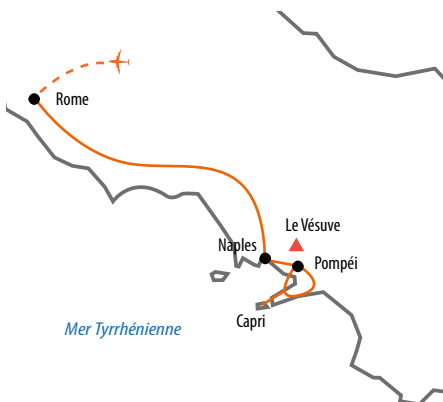 Rome
Le Vésuve
Naples
Pompéi
Capri
Mer Tyrrhénienne